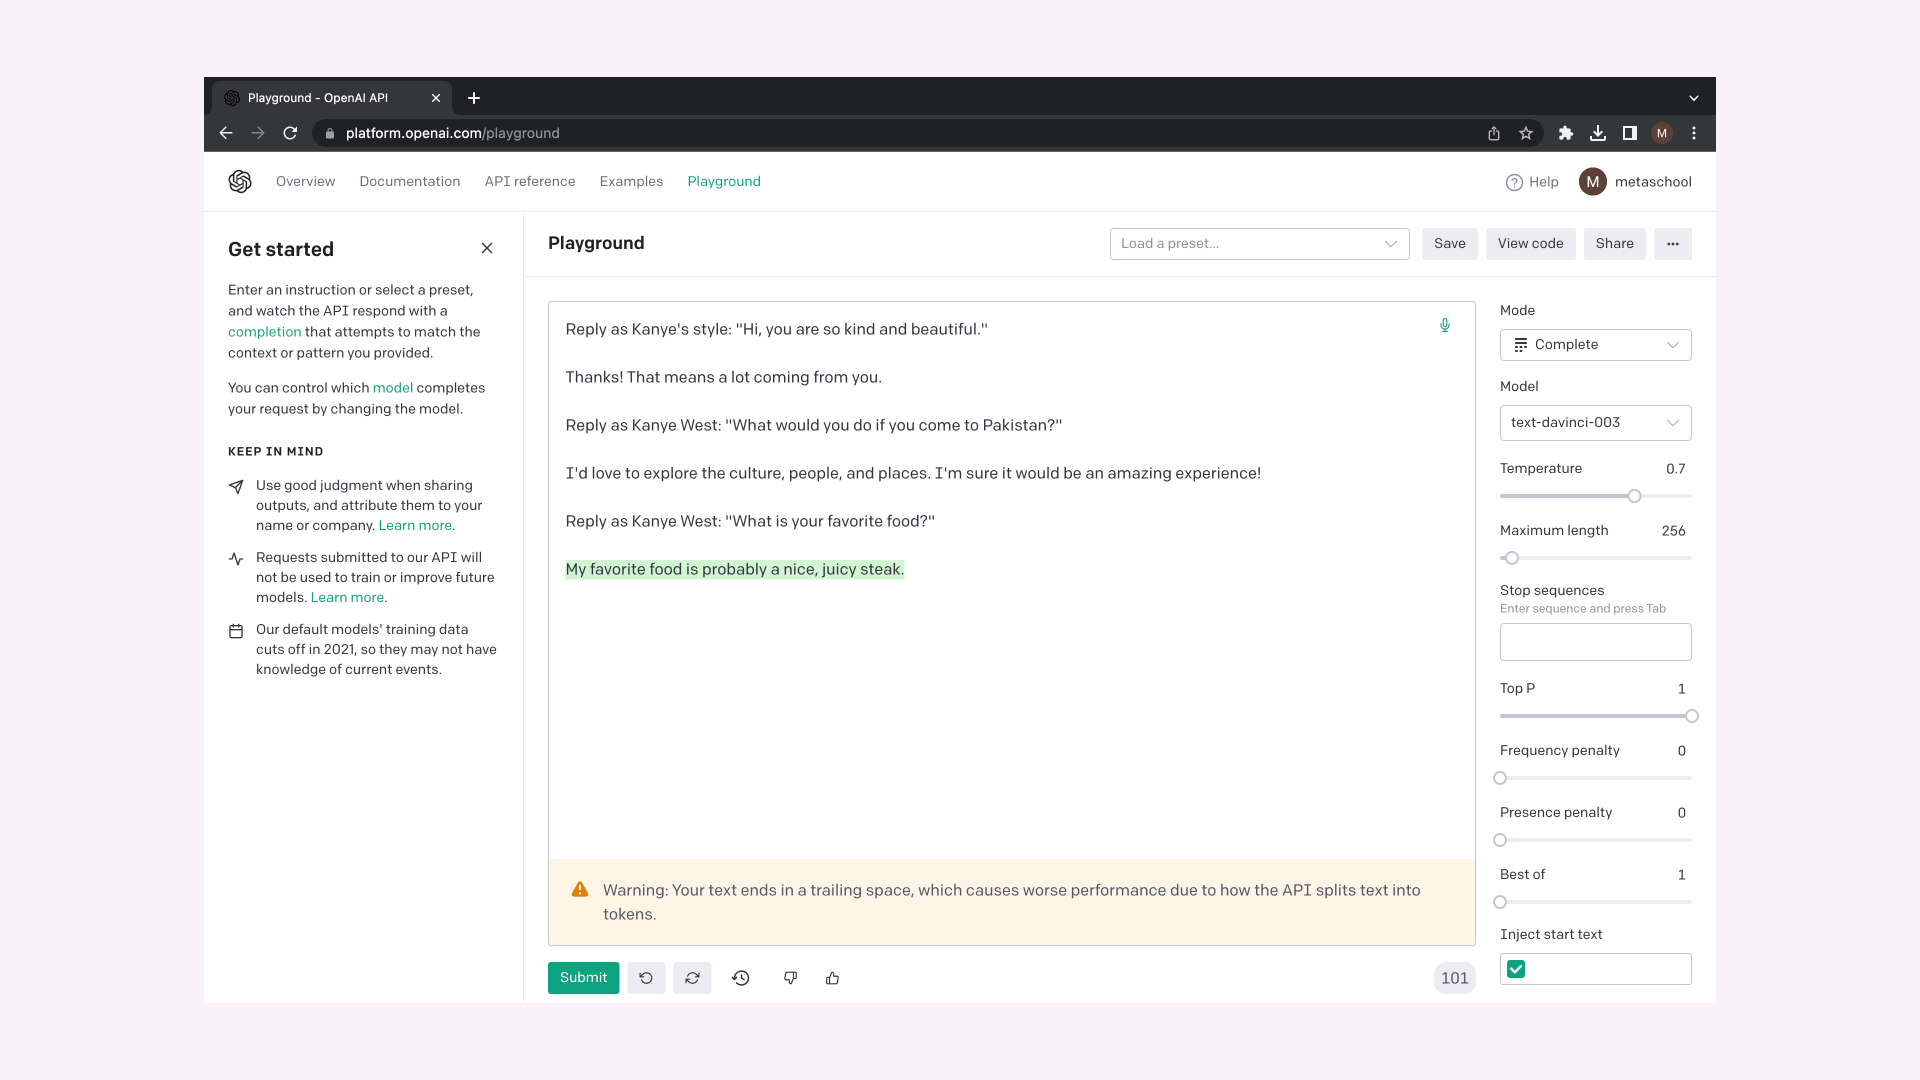 Playground - OpenAI API
platform.openai.com/playground
M
Overview
Documentation
API reference
Examples
Playground
Help
M
metaschool
Get started
Enter an instruction or select a preset,
and watch the API respond with a
completion that attempts to match the
context or pattern you provided.
You can control which model completes
your request by changing the model.
KEEP IN MIND
Use good judgment when sharing
outputs, and attribute them to your
name or company. Learn more.
Requests submitted to our API will
not be used to train or improve future
models. Learn more.
Our default models' training data
cuts off in 2021, so they may not have
knowledge of current events.
Playground
Load a preset...
Save
View code
Share
Reply as Kanye's style: "Hi, you are so kind and beautiful."
Thanks! That means a lot coming from you.
Reply as Kanye West: "What would you do if you come to Pakistan?"
I'd love to explore the culture, people, and places. I'm sure it would be an amazing experience!
Reply as Kanye West: "What is your favorite food?"
My favorite food is probably a nice, juicy steak.
Warning: Your text ends in a trailing space, which causes worse performance due to how the API splits text into
tokens.
Submit
101
Mode
Complete
Model
text-davinci-003
Temperature 0.7
Maximum length 256
Stop sequences
Enter sequence and press Tab
Top P 1
Frequency penalty 0
Presence penalty 0
Best of 1
Inject start text